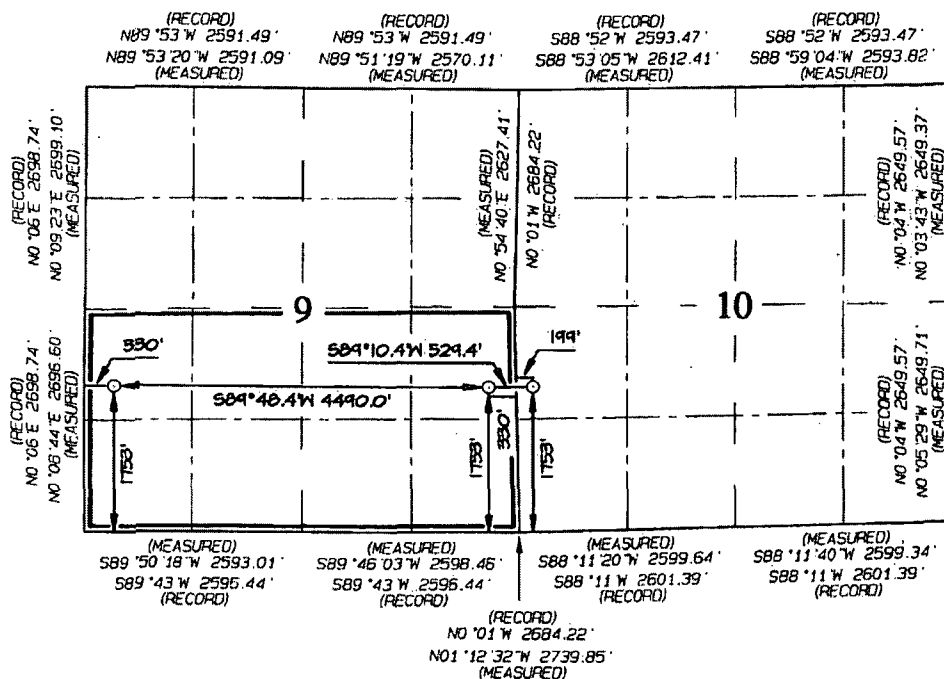 (RECORD)
N89°53'W 2591.49'
N89°53'20"W 2591.09
(MEASURED)
(RECORD)
N89°53'W 2591.49'
N89°51'19"W 2570.11'
(MEASURED)
(RECORD)
S88°52'W 2593.47'
S88°53'05"W 2612.41'
(MEASURED)
(RECORD)
S88°52'W 2593.47'
S88°59'04"W 2593.62'
(MEASURED)
(RECORD)
N0°06'E 2698.74'
N0°09'23"E 2699.10'
(MEASURED)
(MEASURED)
N0°54'40"E 2627.41'
N0°01'W 2684.22'
(RECORD)
(RECORD)
N0°04'W 2649.57'
N0°03'43"W 2649.37'
(MEASURED)
9
10
330'
S89°10.4'W 529.4'
199'
S89°48.4'W 4490.0'
330'
1753'
1753'
1753'
(RECORD)
N0°06'E 2698.74'
N0°06'44"E 2696.60
(MEASURED)
(RECORD)
N0°04'W 2649.57'
N0°05'29"W 2649.71'
(MEASURED)
(MEASURED)
S89°50'18"W 2593.01'
S89°43'W 2595.44'
(RECORD)
(MEASURED)
S89°46'03"W 2598.46'
S89°43'W 2596.44'
(RECORD)
(MEASURED)
S88°11'20"W 2599.64'
S88°11'W 2601.39'
(RECORD)
(MEASURED)
S88°11'40"W 2599.34'
S88°11'W 2601.39'
(RECORD)
(RECORD)
N0°01'W 2684.22'
N01°12'32"W 2739.85'
(MEASURED)